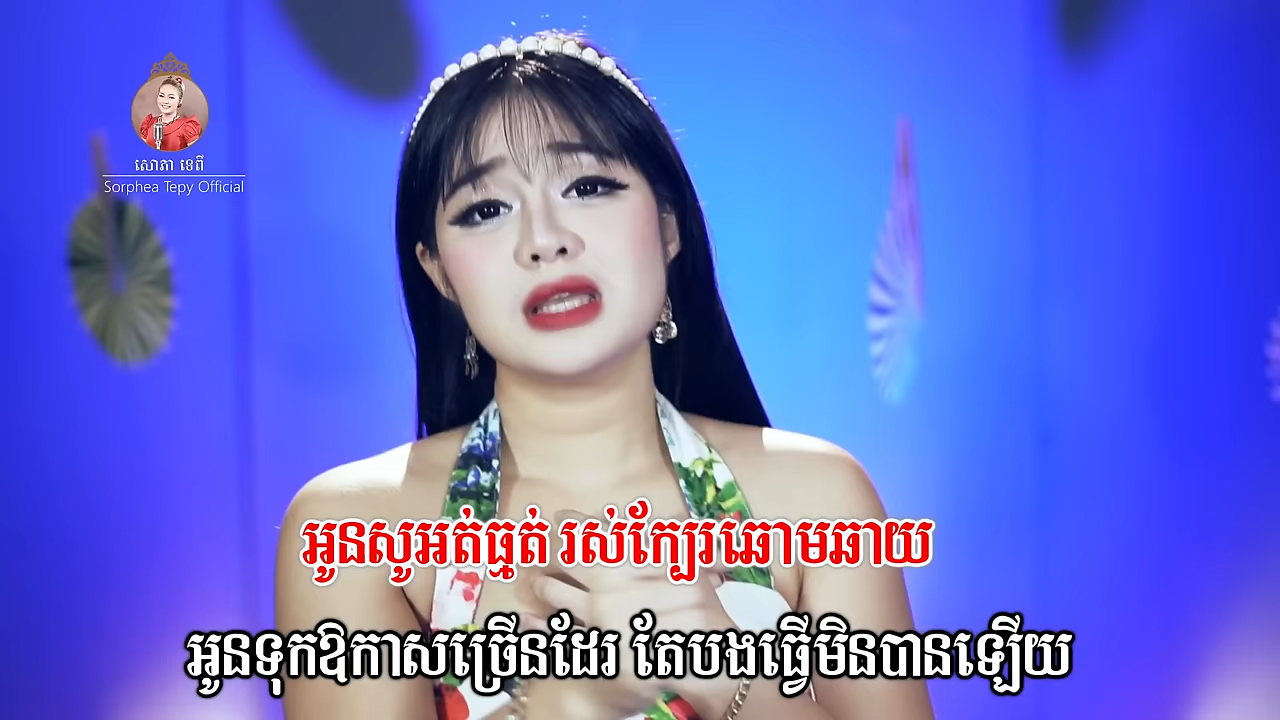 សោភា ទេពី
Sorphea Tepy Official
អូនសូអត់ធ្មត់ រស់ក្បែរឆោមឆាយ
អូនទុកឱកាសច្រើនដែរ តែបងធ្វើមិនបានឡើយ